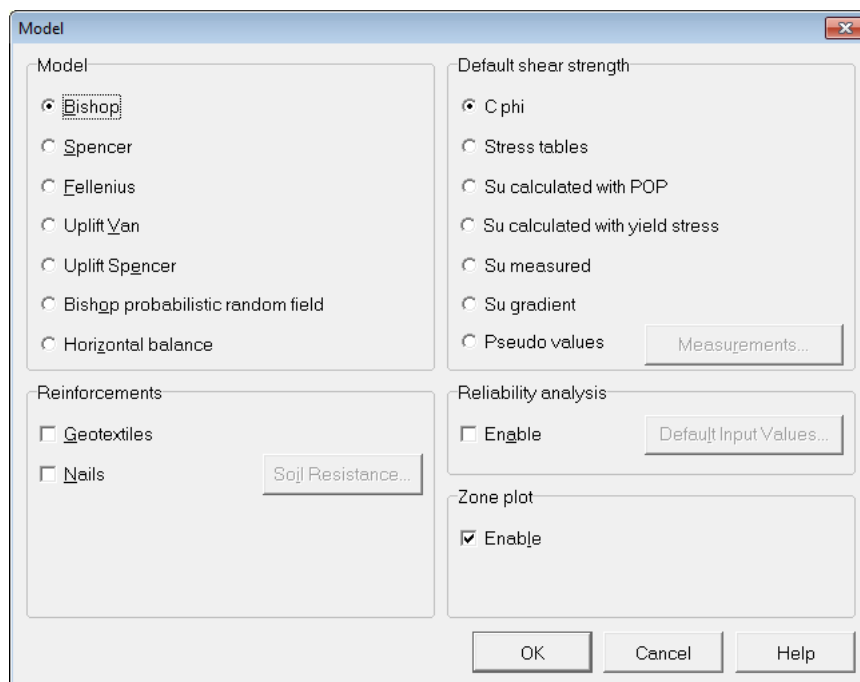 Model
Model
Bishop
Spencer
Fellenius
Uplift Van
Uplift Spencer
Bishop probabilistic random field
Horizontal balance
Default shear strength
C phi
Stress tables
Su calculated with POP
Su calculated with yield stress
Su measured
Su gradient
Pseudo values
Measurements...
Reinforcements
Geotextiles
Nails
Soil Resistance...
Reliability analysis
Enable
Default Input Values...
Zone plot
Enable
OK
Cancel
Help